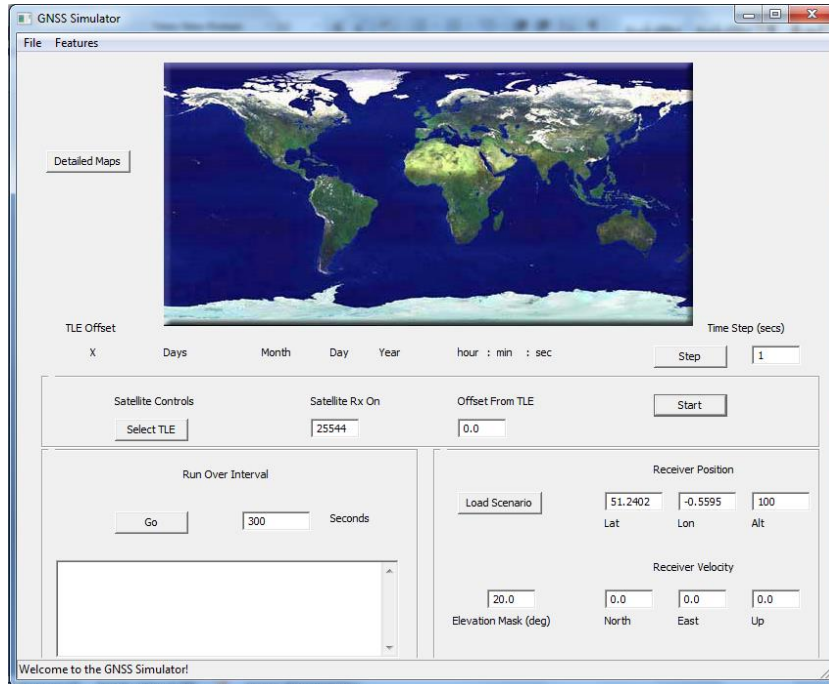 GNSS Simulator
File Features
Detailed Maps
TLE Offset
Time Step (secs)
X Days Month Day Year hour : min : sec
Step 1
Satellite Controls Satellite Rx On Offset From TLE
Start
Select TLE 25544 0.0
Run Over Interval
Go 300 Seconds
Receiver Position
Load Scenario 51.2402 -0.5595 100
Lat Lon Alt
Receiver Velocity
20.0 0.0 0.0 0.0
Elevation Mask (deg) North East Up
Welcome to the GNSS Simulator!